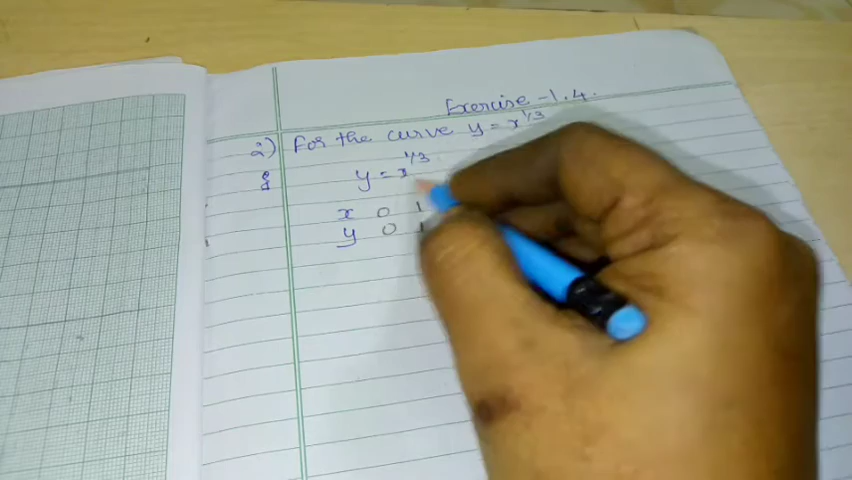 Exercise - 1.4.
2) For the curve y = x^1/3
y = x^1/3
x 0 1
y 0 1